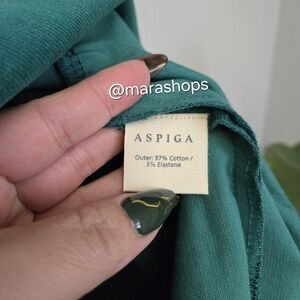 @marashops
ASPIGA
Outer: 97% Cotton /
3% Elastane